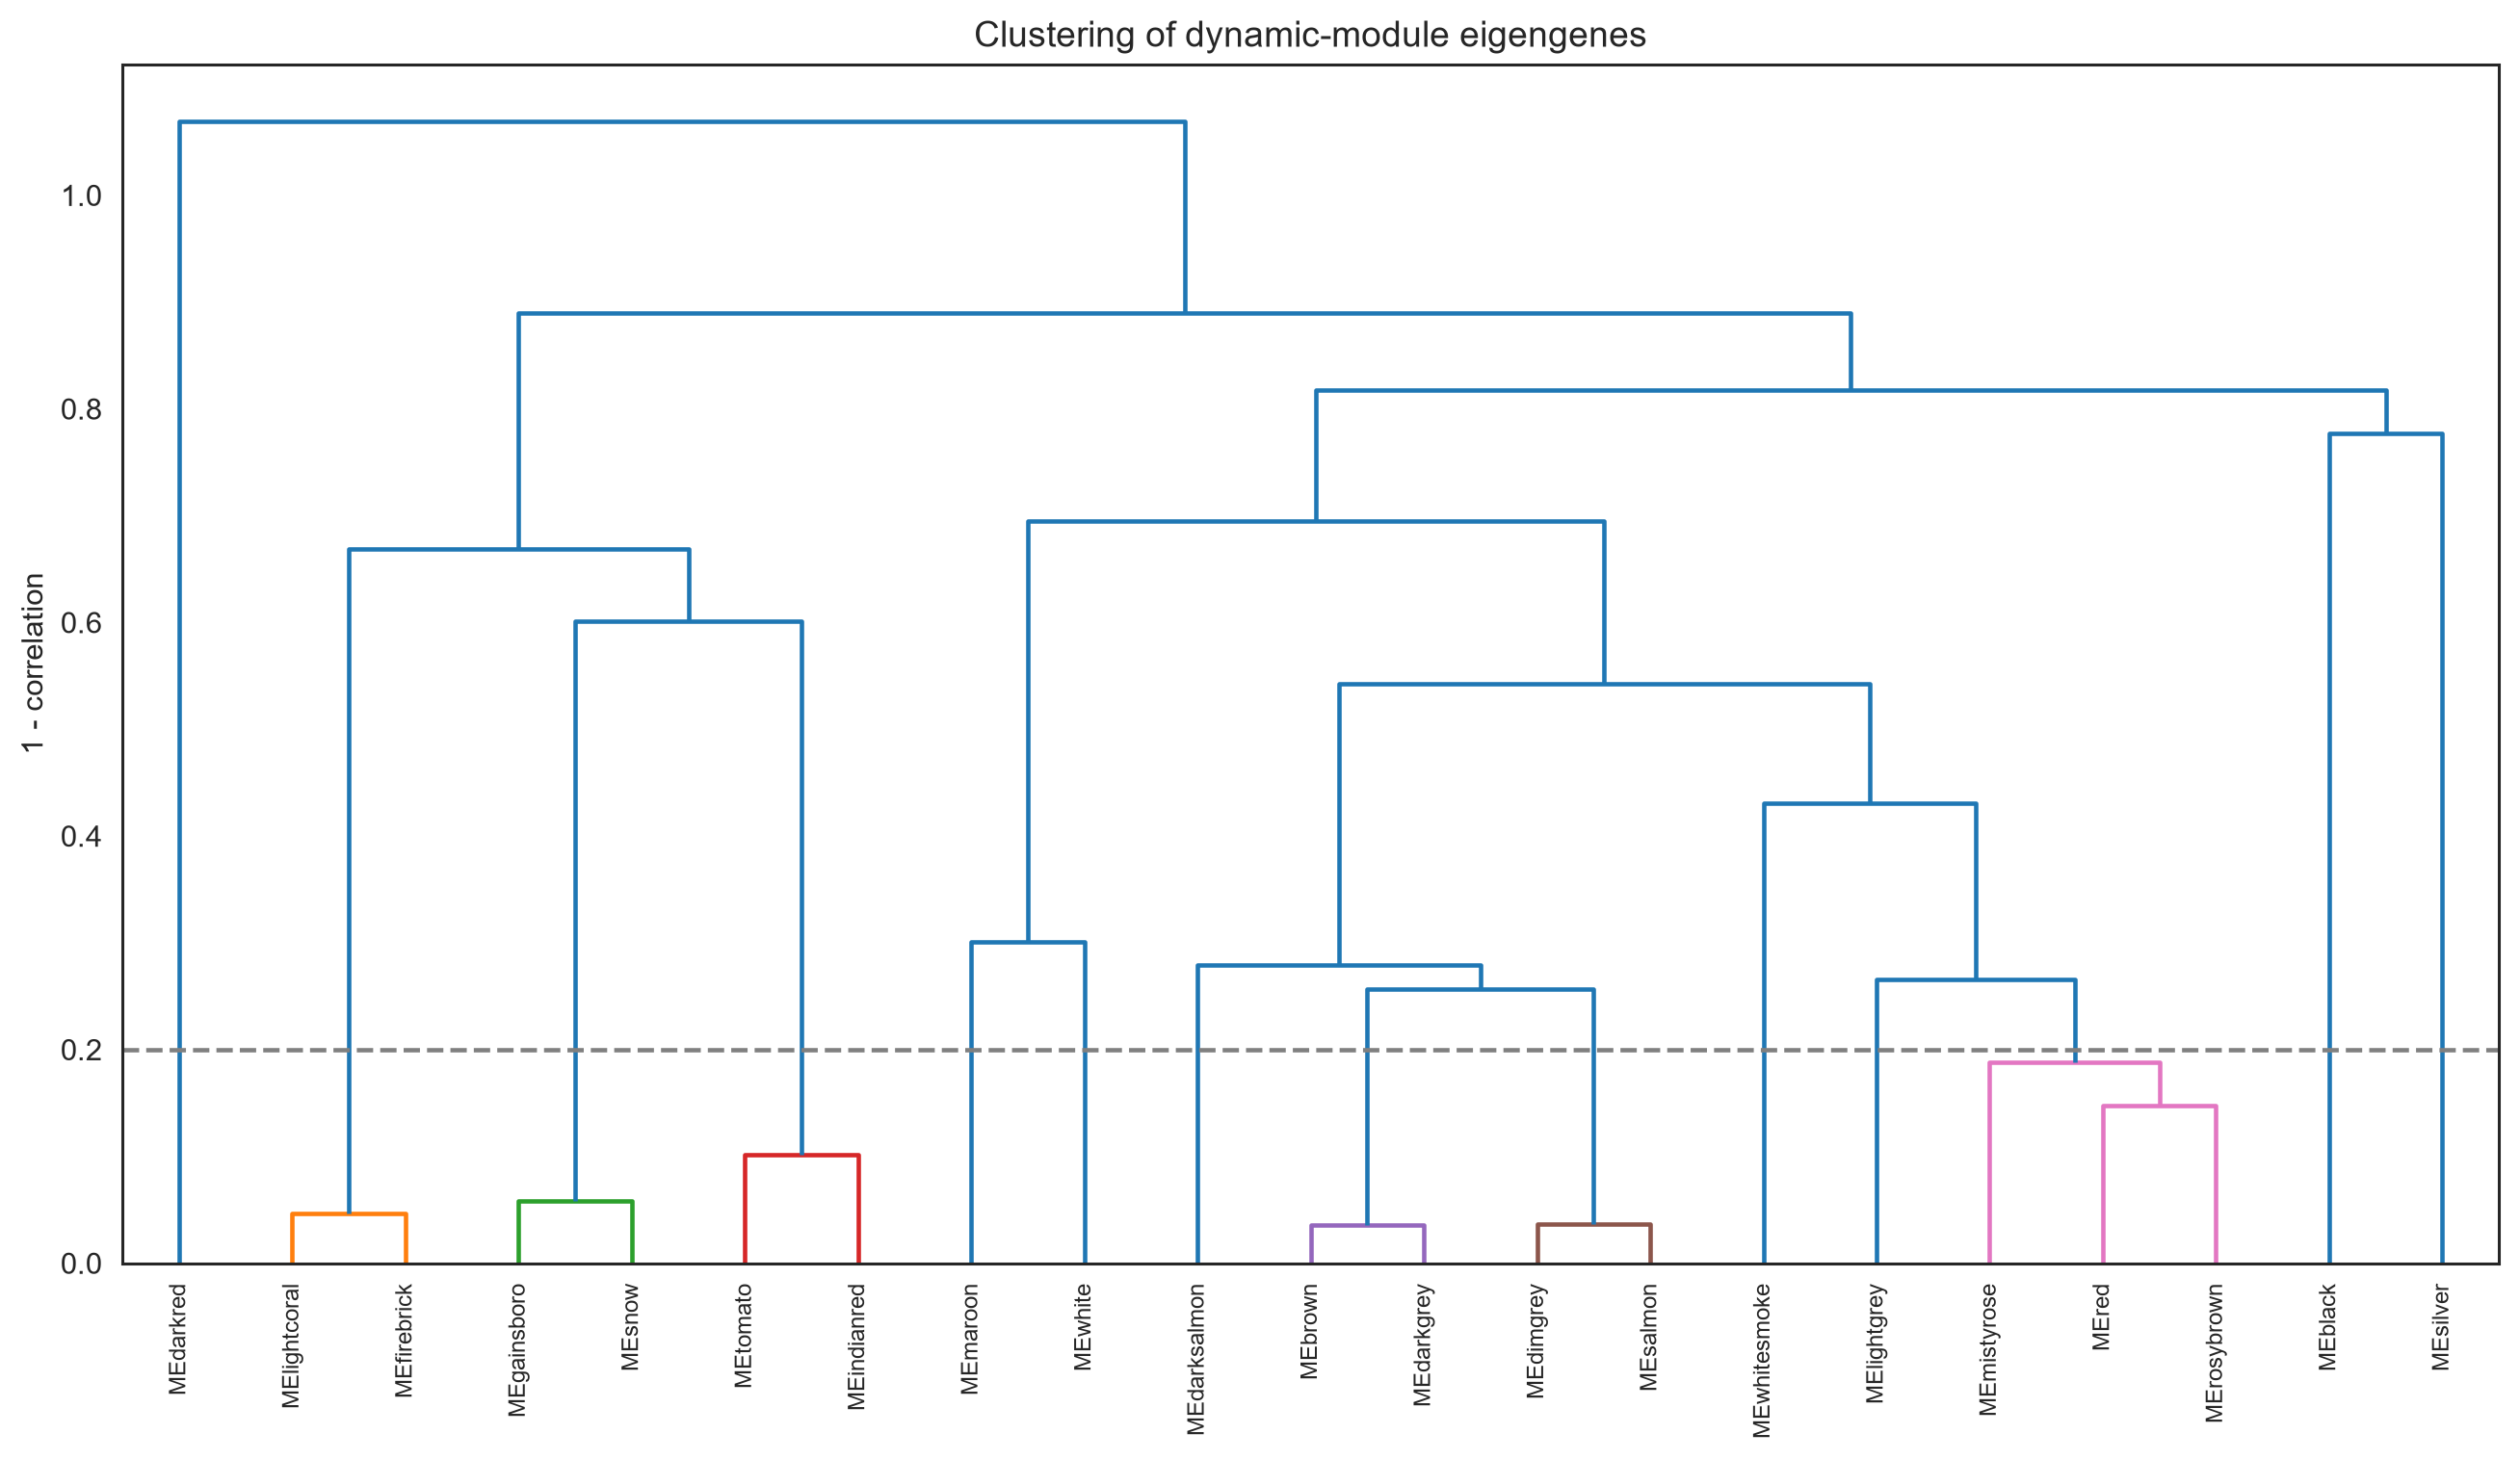 Clustering of dynamic-module eigengenes
1.0
0.8
0.6
0.4
0.2
0.0
1 - correlation
MEdarkred
MElightcoral
MEfirebrick
MEgainsboro
MEsnow
MEtomato
MEindianred
MEmaroon
MEwhite
MEdarksalmon
MEbrown
MEdarkgrey
MEdimgrey
MEsalmon
MEwhitesmoke
MElightgrey
MEmistyrose
MEred
MErosybrown
MEblack
MEsilver